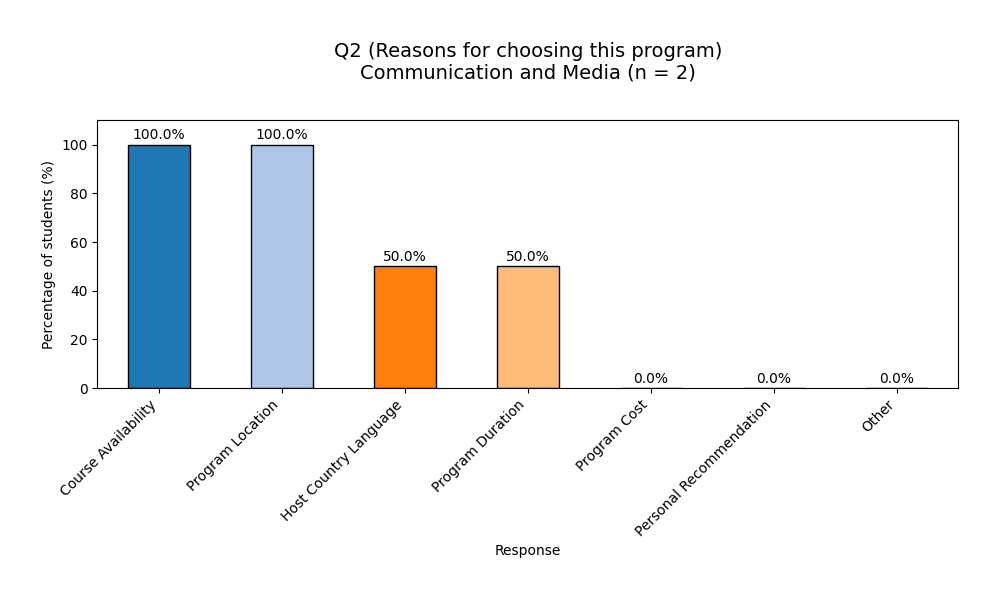 Q2 (Reasons for choosing this program)
Communication and Media (n = 2)
Percentage of students (%)
100
80
60
40
20
0
100.0%
100.0%
50.0%
50.0%
0.0%
0.0%
0.0%
Course Availability
Program Location
Host Country Language
Program Duration
Program Cost
Personal Recommendation
Other
Response